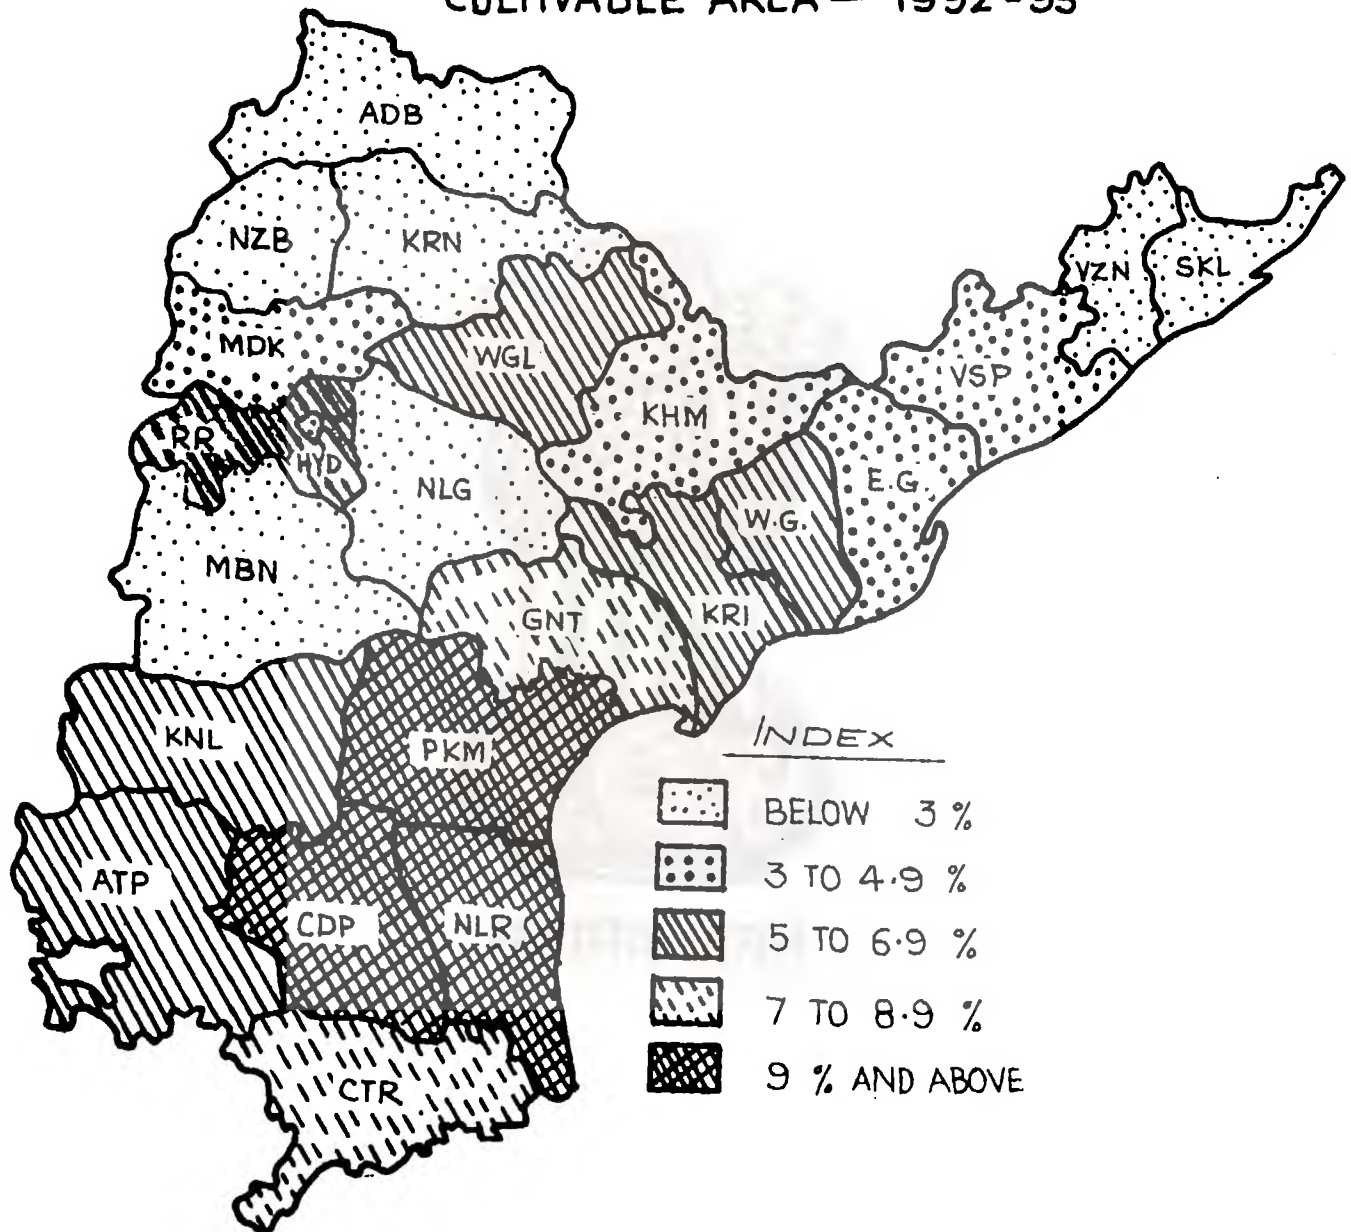 CULTIVABLE AREA — 1992-93
ADB
NZB
KRN
VZN
SKL
MDK
WGL
VSP
KHM
RR
HYD
NLG
E.G.
W.G.
MBN
GNT
KRI
KNL
PKM
INDEX
BELOW 3 %
ATP
3 TO 4.9 %
CDP
NLR
5 TO 6.9 %
7 TO 8.9 %
CTR
9 % AND ABOVE